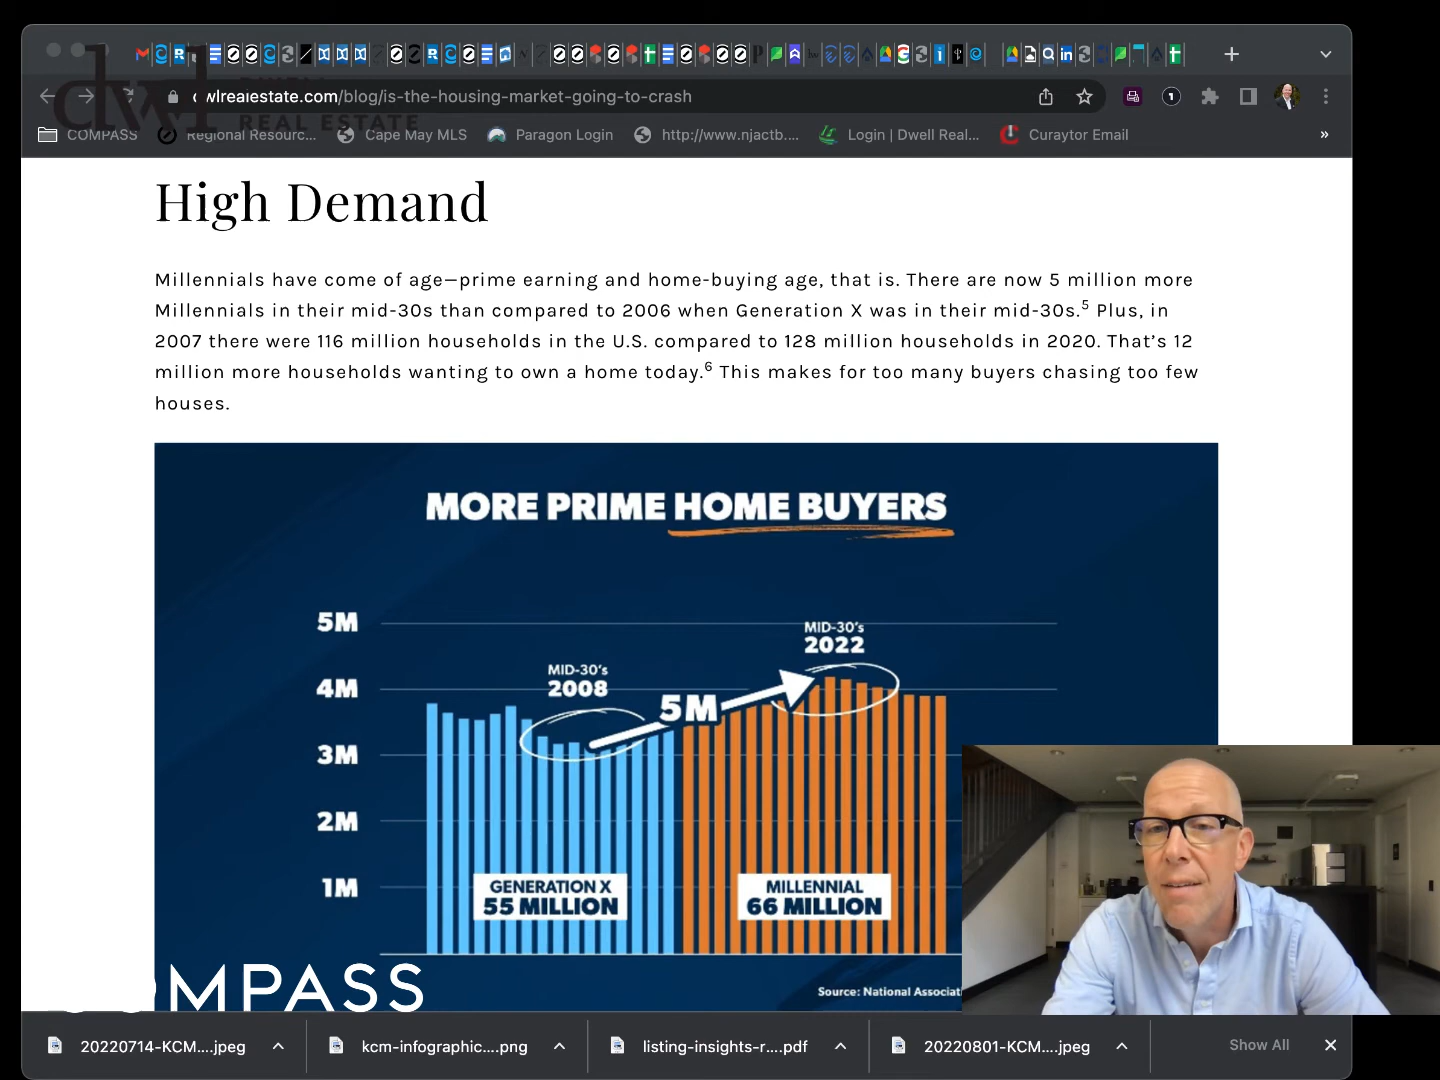 dwl
REAL ESTATE
wlrealestate.com/blog/is-the-housing-market-going-to-crash
COMPASS
Regional Resourc...
Cape May MLS
Paragon Login
http://www.njactb....
Login | Dwell Real...
Curaytor Email
»
High Demand
Millennials have come of age—prime earning and home-buying age, that is. There are now 5 million more
Millennials in their mid-30s than compared to 2006 when Generation X was in their mid-30s.5 Plus, in
2007 there were 116 million households in the U.S. compared to 128 million households in 2020. That's 12
million more households wanting to own a home today.6 This makes for too many buyers chasing too few
houses.
MORE PRIME HOME BUYERS
5M
4M
3M
2M
1M
MID-30's
2008
5M
MID-30's
2022
GENERATION X
55 MILLION
MILLENNIAL
66 MILLION
Source: National Associat
OMPASS
20220714-KCM....jpeg
kcm-infographic....png
listing-insights-r....pdf
20220801-KCM....jpeg
Show All